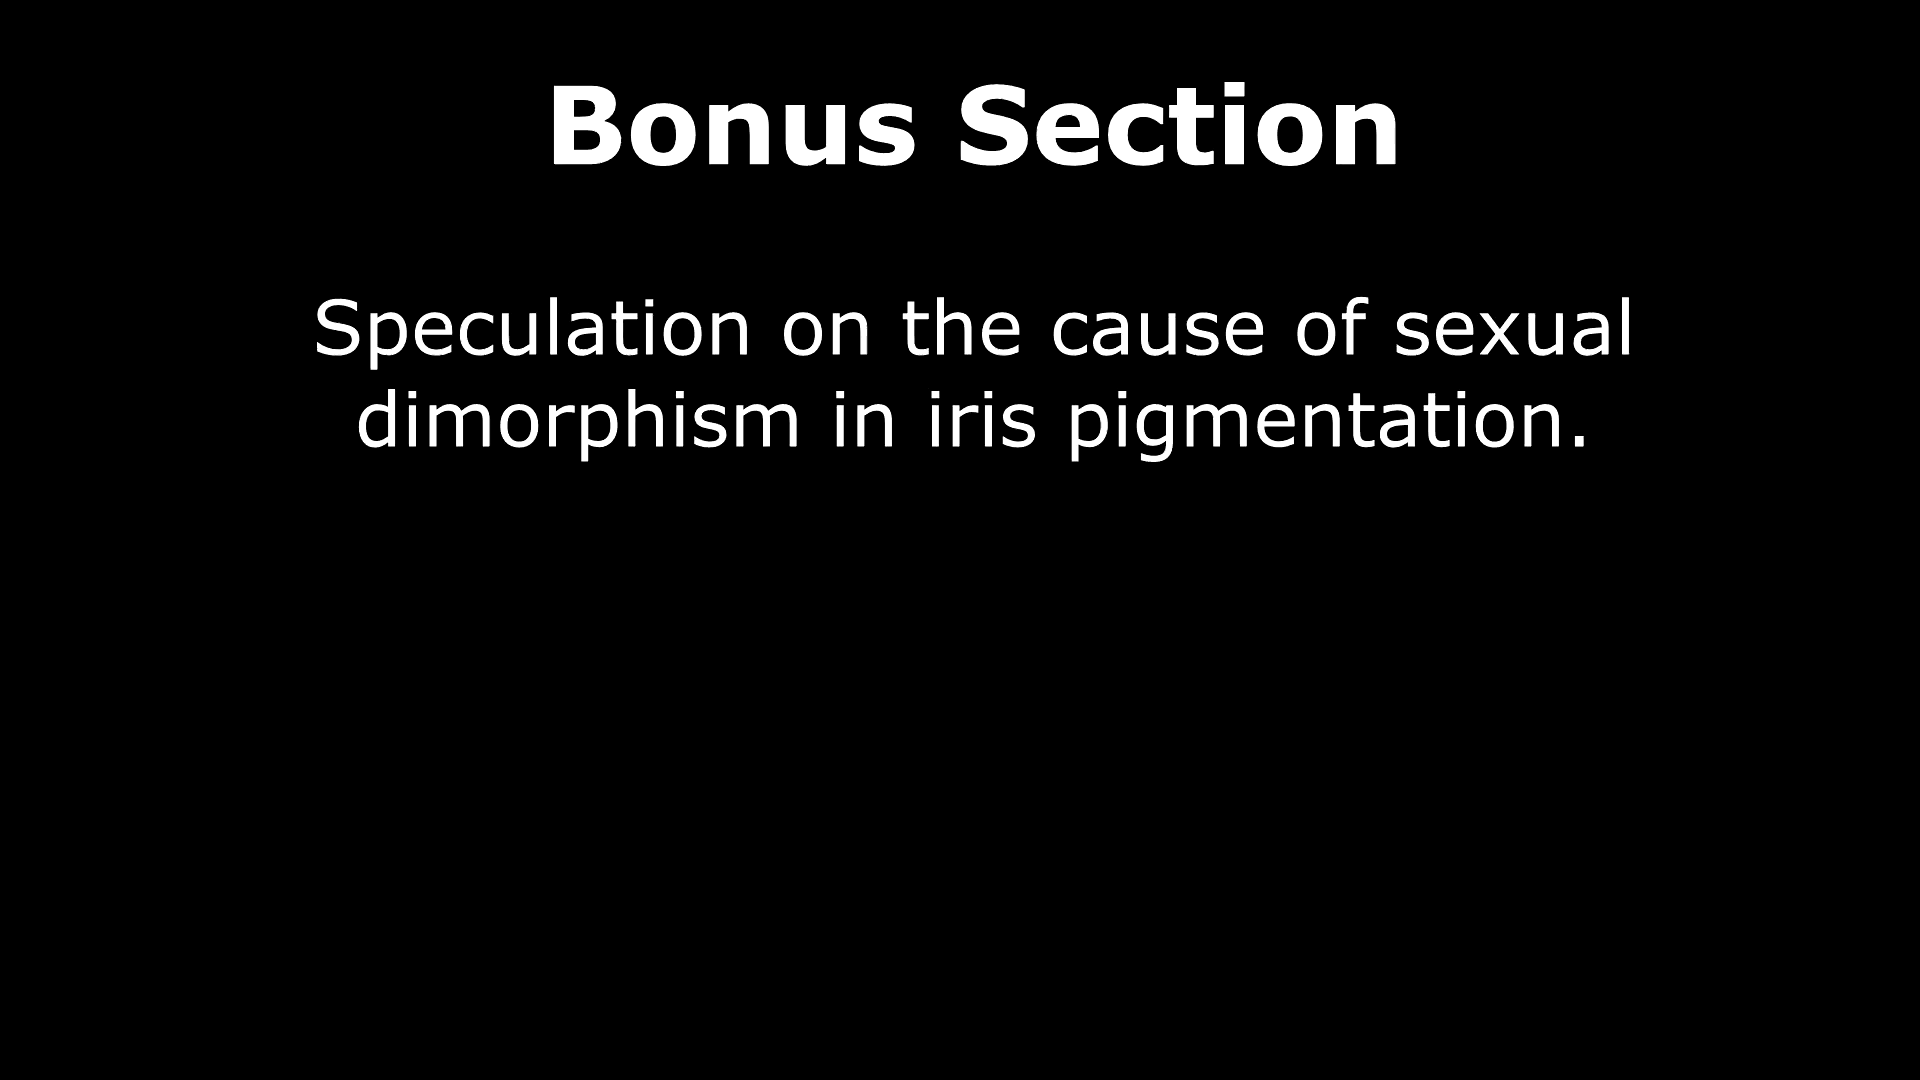 Bonus Section
Speculation on the cause of sexual
dimorphism in iris pigmentation.